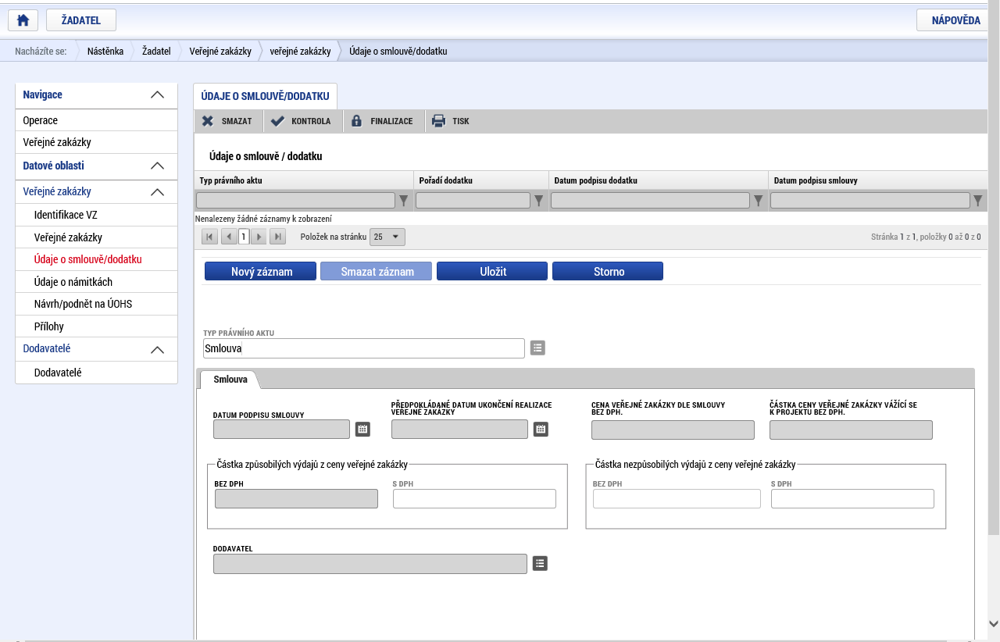 ŽADATEL
NÁPOVĚDA
Nacházíte se: Nástěnka Žadatel Veřejné zakázky veřejné zakázky Údaje o smlouvě/dodatku
Navigace
Operace
Veřejné zakázky
Datové oblasti
Veřejné zakázky
Identifikace VZ
Veřejné zakázky
Údaje o smlouvě/dodatku
Údaje o námitkách
Návrh/podnět na ÚOHS
Přílohy
Dodavatelé
Dodavatelé
ÚDAJE O SMLOUVĚ/DODATKU
SMAZAT KONTROLA FINALIZACE TISK
Údaje o smlouvě / dodatku
Typ právního aktu Pořadí dodatku Datum podpisu dodatku Datum podpisu smlouvy
Nenalezeny žádné záznamy k zobrazení
1 Položek na stránku 25 Stránka 1 z 1, položky 0 až 0 z 0
Nový záznam Smazat záznam Uložit Storno
TYP PRÁVNÍHO AKTU
Smlouva
Smlouva
DATUM PODPISU SMLOUVY
PŘEDPOKLÁDANÉ DATUM UKONČENÍ REALIZACE
VEŘEJNÉ ZAKÁZKY
CENA VEŘEJNÉ ZAKÁZKY DLE SMLOUVY
BEZ DPH.
ČÁSTKA CENY VEŘEJNÉ ZAKÁZKY VÁŽÍCÍ SE
K PROJEKTU BEZ DPH.
Částka způsobilých výdajů z ceny veřejné zakázky
BEZ DPH S DPH
Částka nezpůsobilých výdajů z ceny veřejné zakázky
BEZ DPH S DPH
DODAVATEL